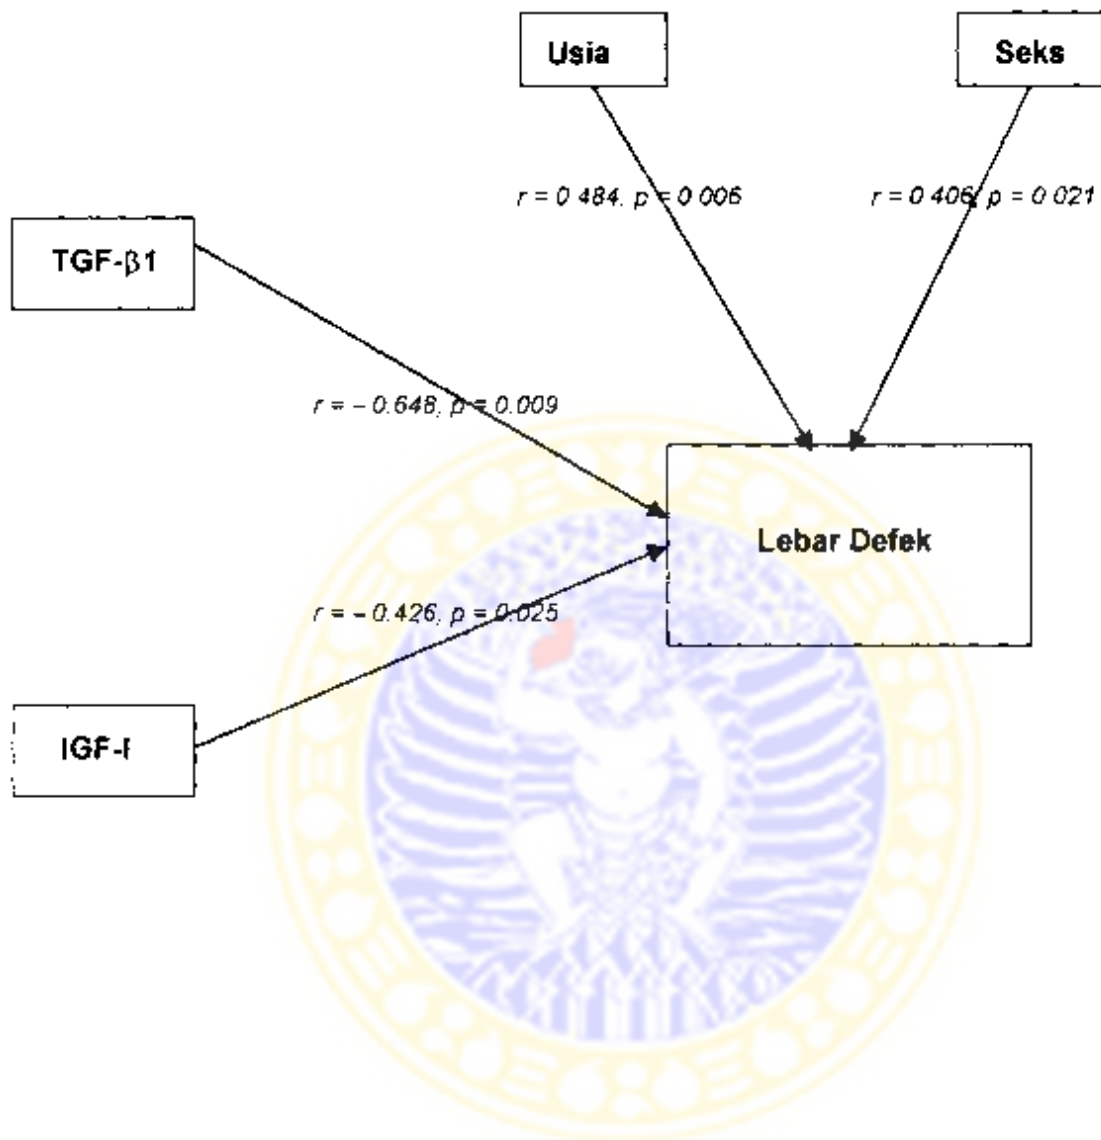 Usia
Seks
r = 0.484, p = 0.006
r = 0.406, p = 0.021
TGF-β1
r = – 0.648, p = 0.009
Lebar Defek
r = – 0.426, p = 0.025
IGF-I